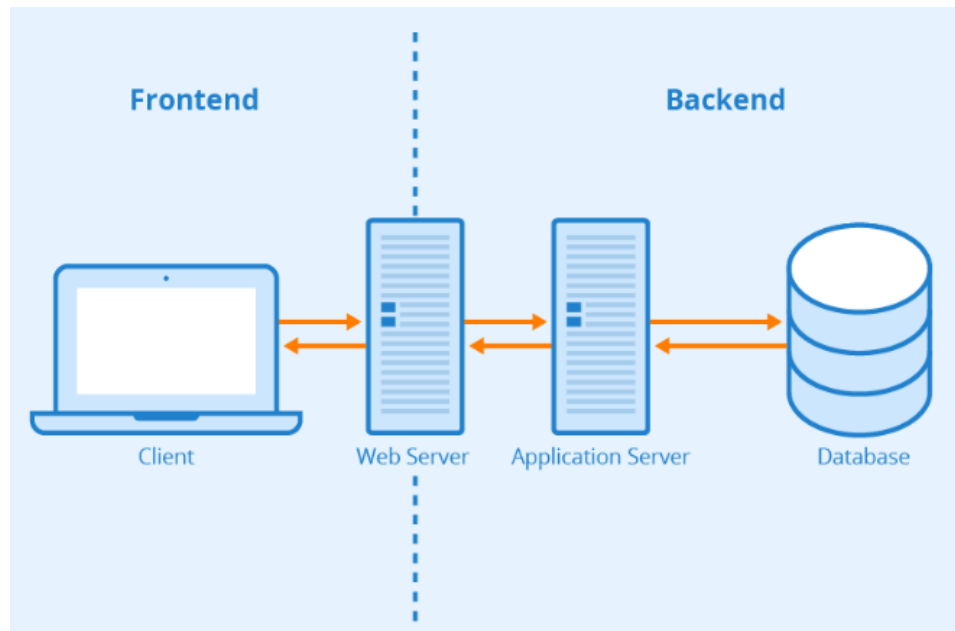 Frontend
Backend
Client
Web Server
Application Server
Database